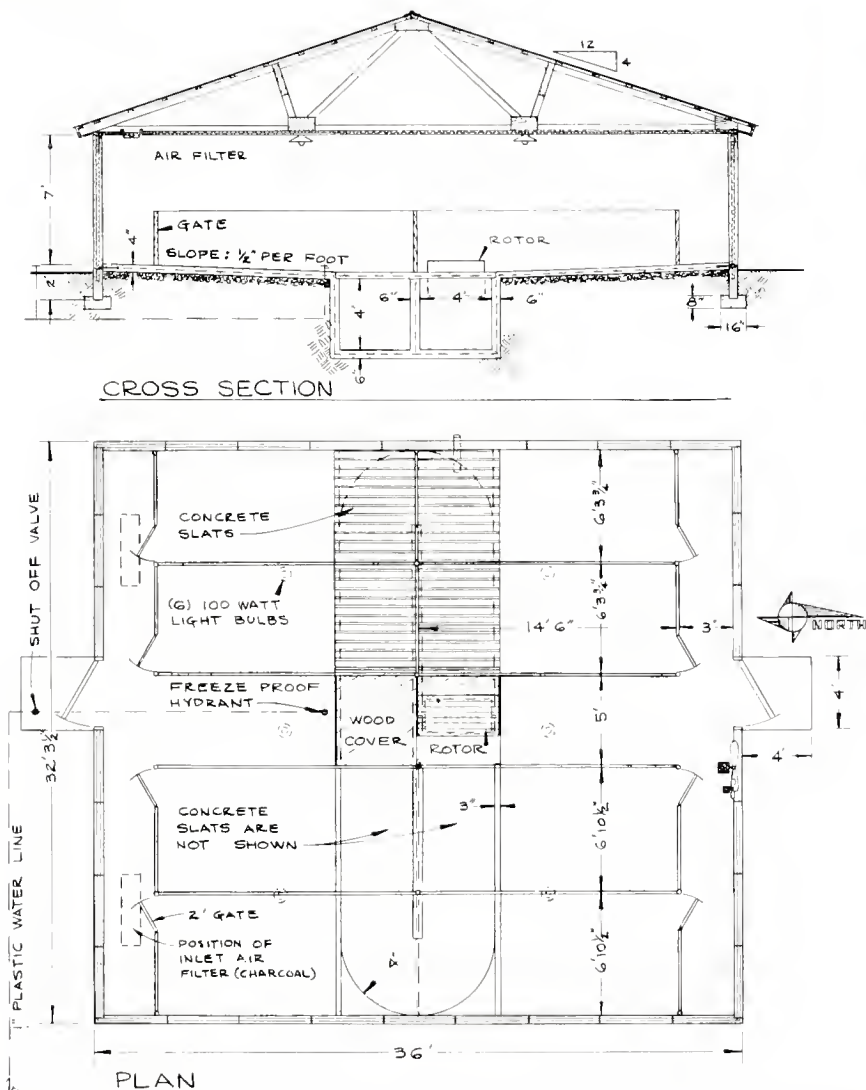 12
4
AIR FILTER
7'
GATE
4"
SLOPE: ½" PER FOOT
ROTOR
2'
6"
4'
6"
4'
8"
16"
6"
CROSS SECTION
SHUT OFF VALVE
CONCRETE
SLATS
6'3¾"
(6) 100 WATT
LIGHT BULBS
6'3¾"
14'6"
3'
NORTH
FREEZE PROOF
HYDRANT
WOOD
COVER
ROTOR
5'
4'
4'
32'3½"
1" PLASTIC WATER LINE
CONCRETE
SLATS ARE
NOT SHOWN
3"
6'10½"
2' GATE
POSITION OF
INLET AIR
FILTER (CHARCOAL)
4'
6'10½"
36'
PLAN